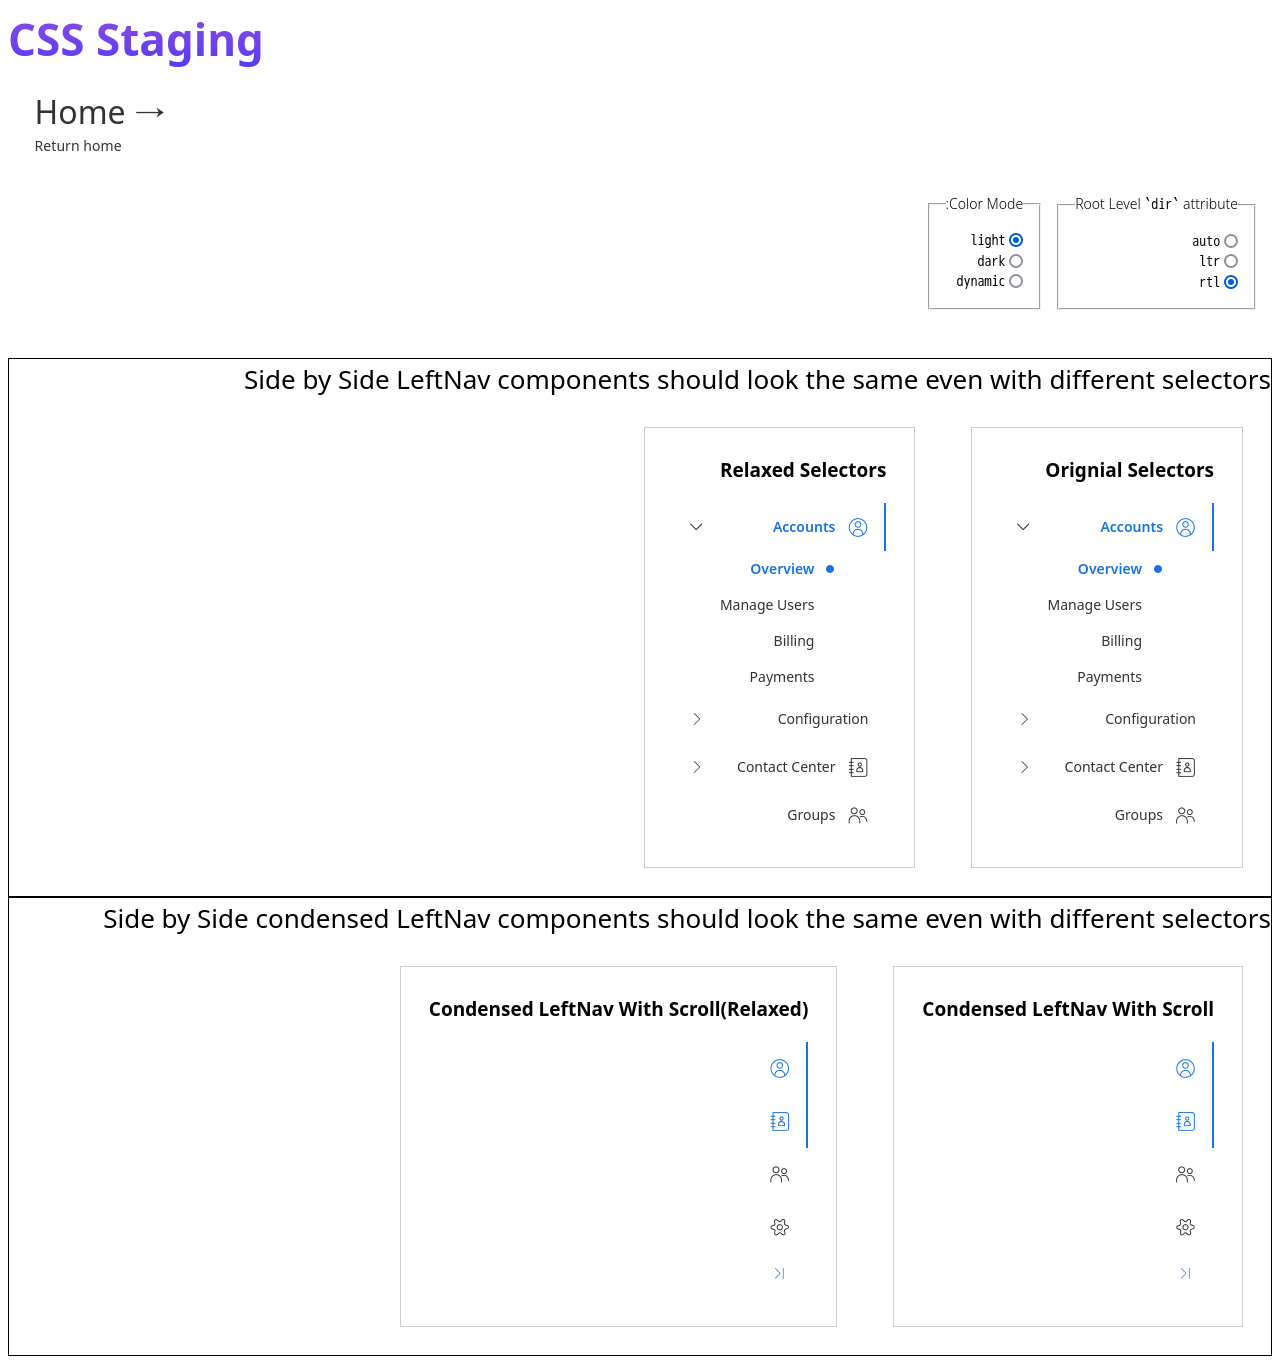 CSS Staging
Home →
Return home
:Color Mode
light
dark
dynamic
Root Level `dir` attribute
auto
ltr
rtl
Side by Side LeftNav components should look the same even with different selectors
Relaxed Selectors
Accounts
Overview
Manage Users
Billing
Payments
Configuration
Contact Center
Groups
Orignial Selectors
Accounts
Overview
Manage Users
Billing
Payments
Configuration
Contact Center
Groups
Side by Side condensed LeftNav components should look the same even with different selectors
Condensed LeftNav With Scroll(Relaxed)
Condensed LeftNav With Scroll